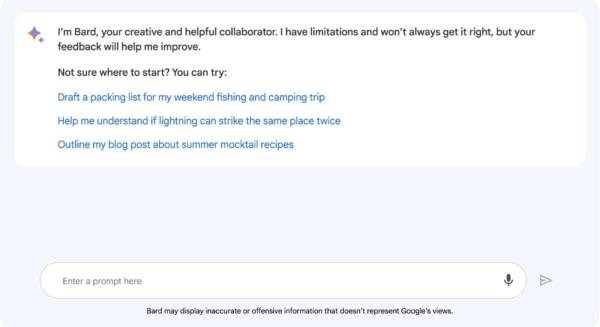 I’m Bard, your creative and helpful collaborator. I have limitations and won’t always get it right, but your
feedback will help me improve.
Not sure where to start? You can try:
Draft a packing list for my weekend fishing and camping trip
Help me understand if lightning can strike the same place twice
Outline my blog post about summer mocktail recipes
Enter a prompt here
Bard may display inaccurate or offensive information that doesn’t represent Google’s views.